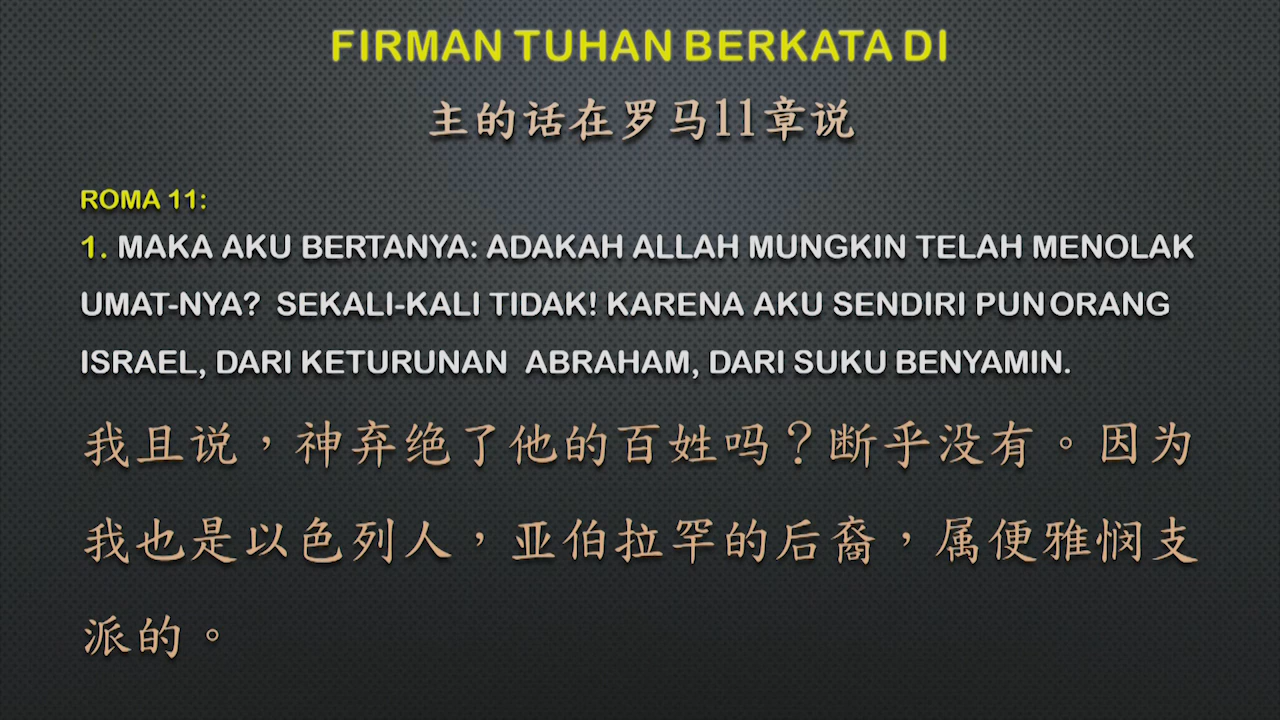 FIRMAN TUHAN BERKATA DI
主的话在罗马11章说
ROMA 11:
1. MAKA AKU BERTANYA: ADAKAH ALLAH MUNGKIN TELAH MENOLAK
UMAT-NYA? SEKALI-KALI TIDAK! KARENA AKU SENDIRI PUN ORANG
ISRAEL, DARI KETURUNAN ABRAHAM, DARI SUKU BENYAMIN.
我且说，神弃绝了他的百姓吗？断乎没有。因为
我也是以色列人，亚伯拉罕的后裔，属便雅悯支
派的。